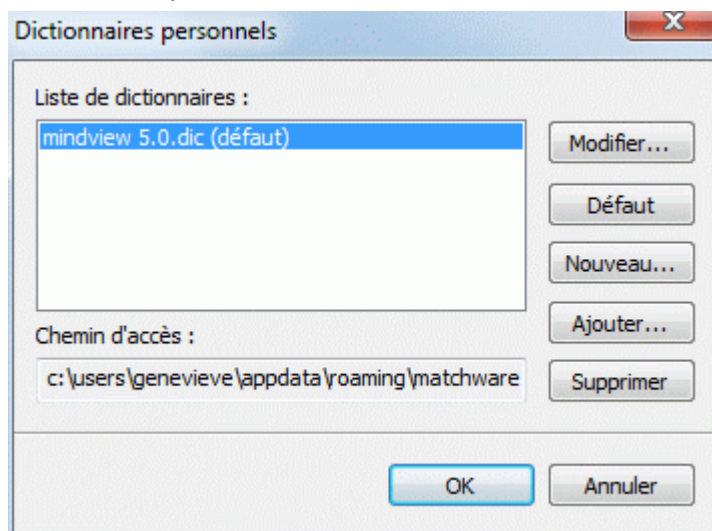 Dictionnaires personnels
Liste de dictionnaires :
mindview 5.0.dic (défaut)
Modifier...
Défaut
Nouveau...
Ajouter...
Chemin d'accès :
c:\users\genevieve\appdata\roaming\matchware
Supprimer
OK
Annuler